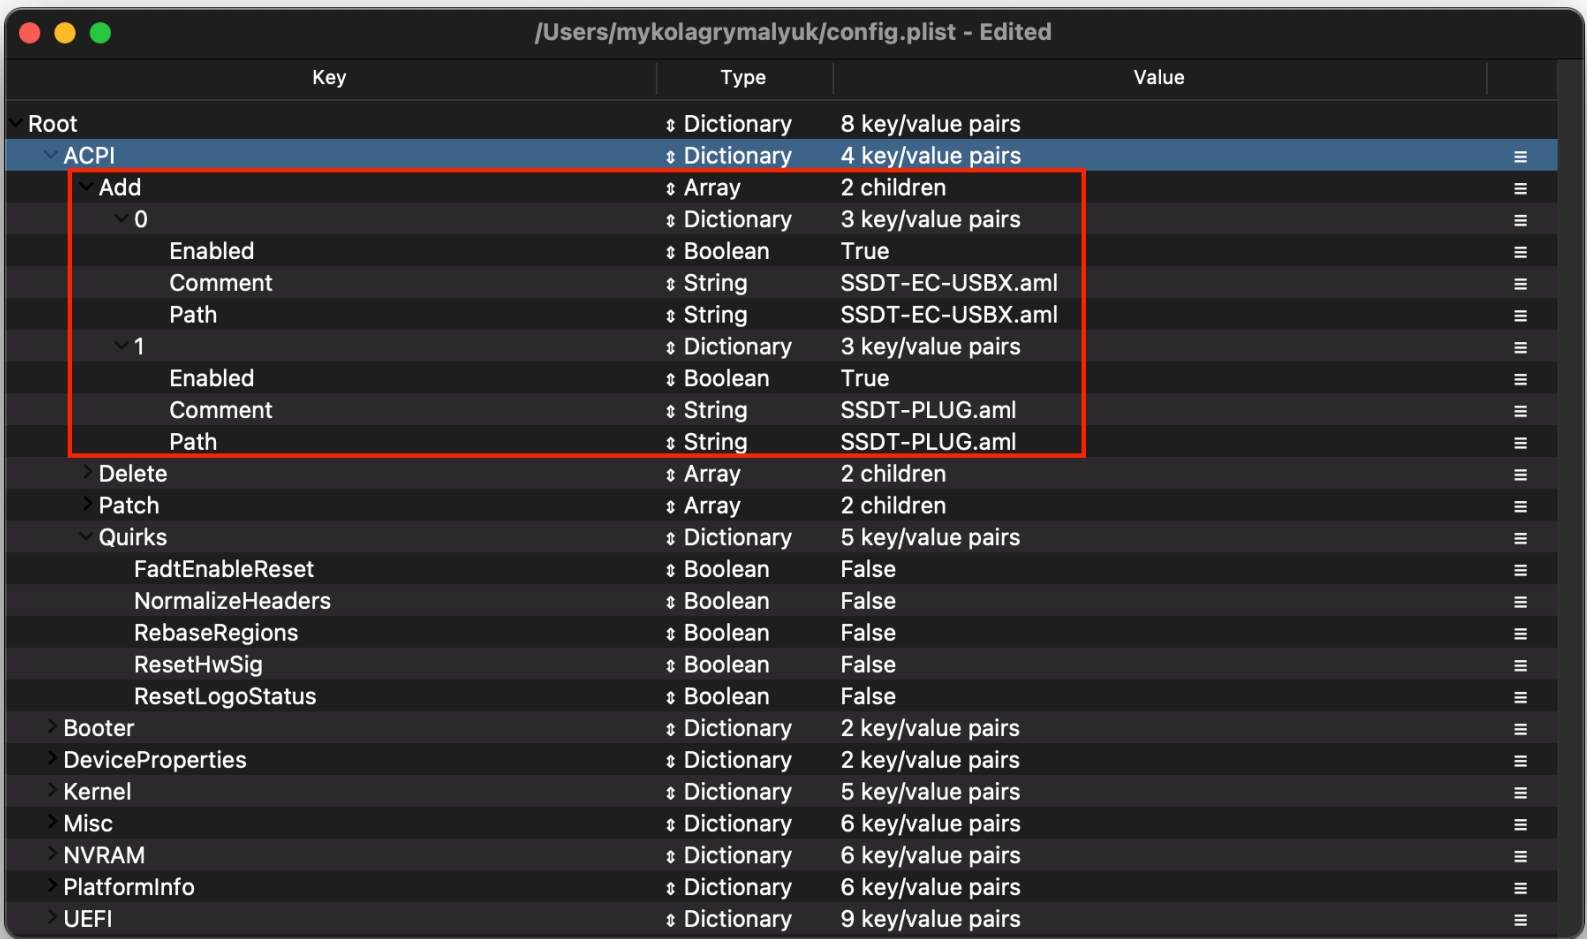 /Users/mykolagrymalyuk/config.plist - Edited
Key Type Value
Root Dictionary 8 key/value pairs
ACPI Dictionary 4 key/value pairs
Add Array 2 children
0 Dictionary 3 key/value pairs
Enabled Boolean True
Comment String SSDT-EC-USBX.aml
Path String SSDT-EC-USBX.aml
1 Dictionary 3 key/value pairs
Enabled Boolean True
Comment String SSDT-PLUG.aml
Path String SSDT-PLUG.aml
Delete Array 2 children
Patch Array 2 children
Quirks Dictionary 5 key/value pairs
FadtEnableReset Boolean False
NormalizeHeaders Boolean False
RebaseRegions Boolean False
ResetHwSig Boolean False
ResetLogoStatus Boolean False
Booter Dictionary 2 key/value pairs
DeviceProperties Dictionary 2 key/value pairs
Kernel Dictionary 5 key/value pairs
Misc Dictionary 6 key/value pairs
NVRAM Dictionary 6 key/value pairs
PlatformInfo Dictionary 6 key/value pairs
UEFI Dictionary 9 key/value pairs